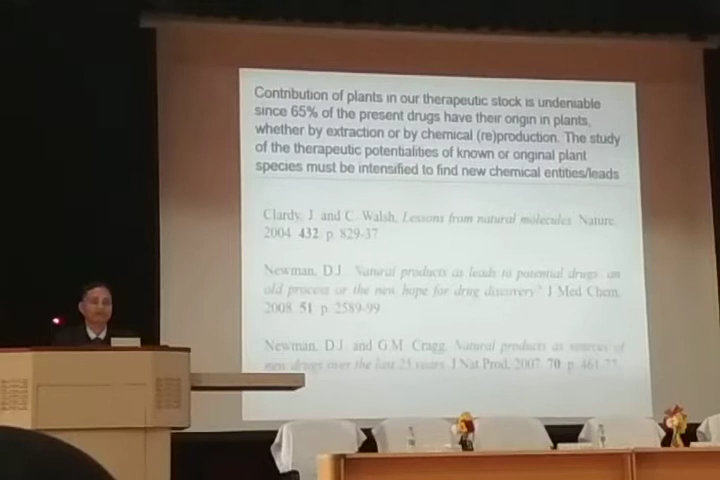 Contribution of plants in our therapeutic stock is undeniable
since 65% of the present drugs have their origin in plants,
whether by extraction or by chemical (re)production. The study
of the therapeutic potentialities of known or original plant
species must be intensified to find new chemical entities/leads
Clardy, J. and C. Walsh, Lessons from natural molecules. Nature,
2004. 432: p. 829-37
Newman, D.J., Natural products as leads to potential drugs: an
old process or the new hope for drug discovery? J Med Chem,
2008. 51: p. 2589-99
Newman, D.J. and G.M. Cragg, Natural products as sources of
new drugs over the last 25 years. J Nat Prod, 2007. 70: p. 461-77